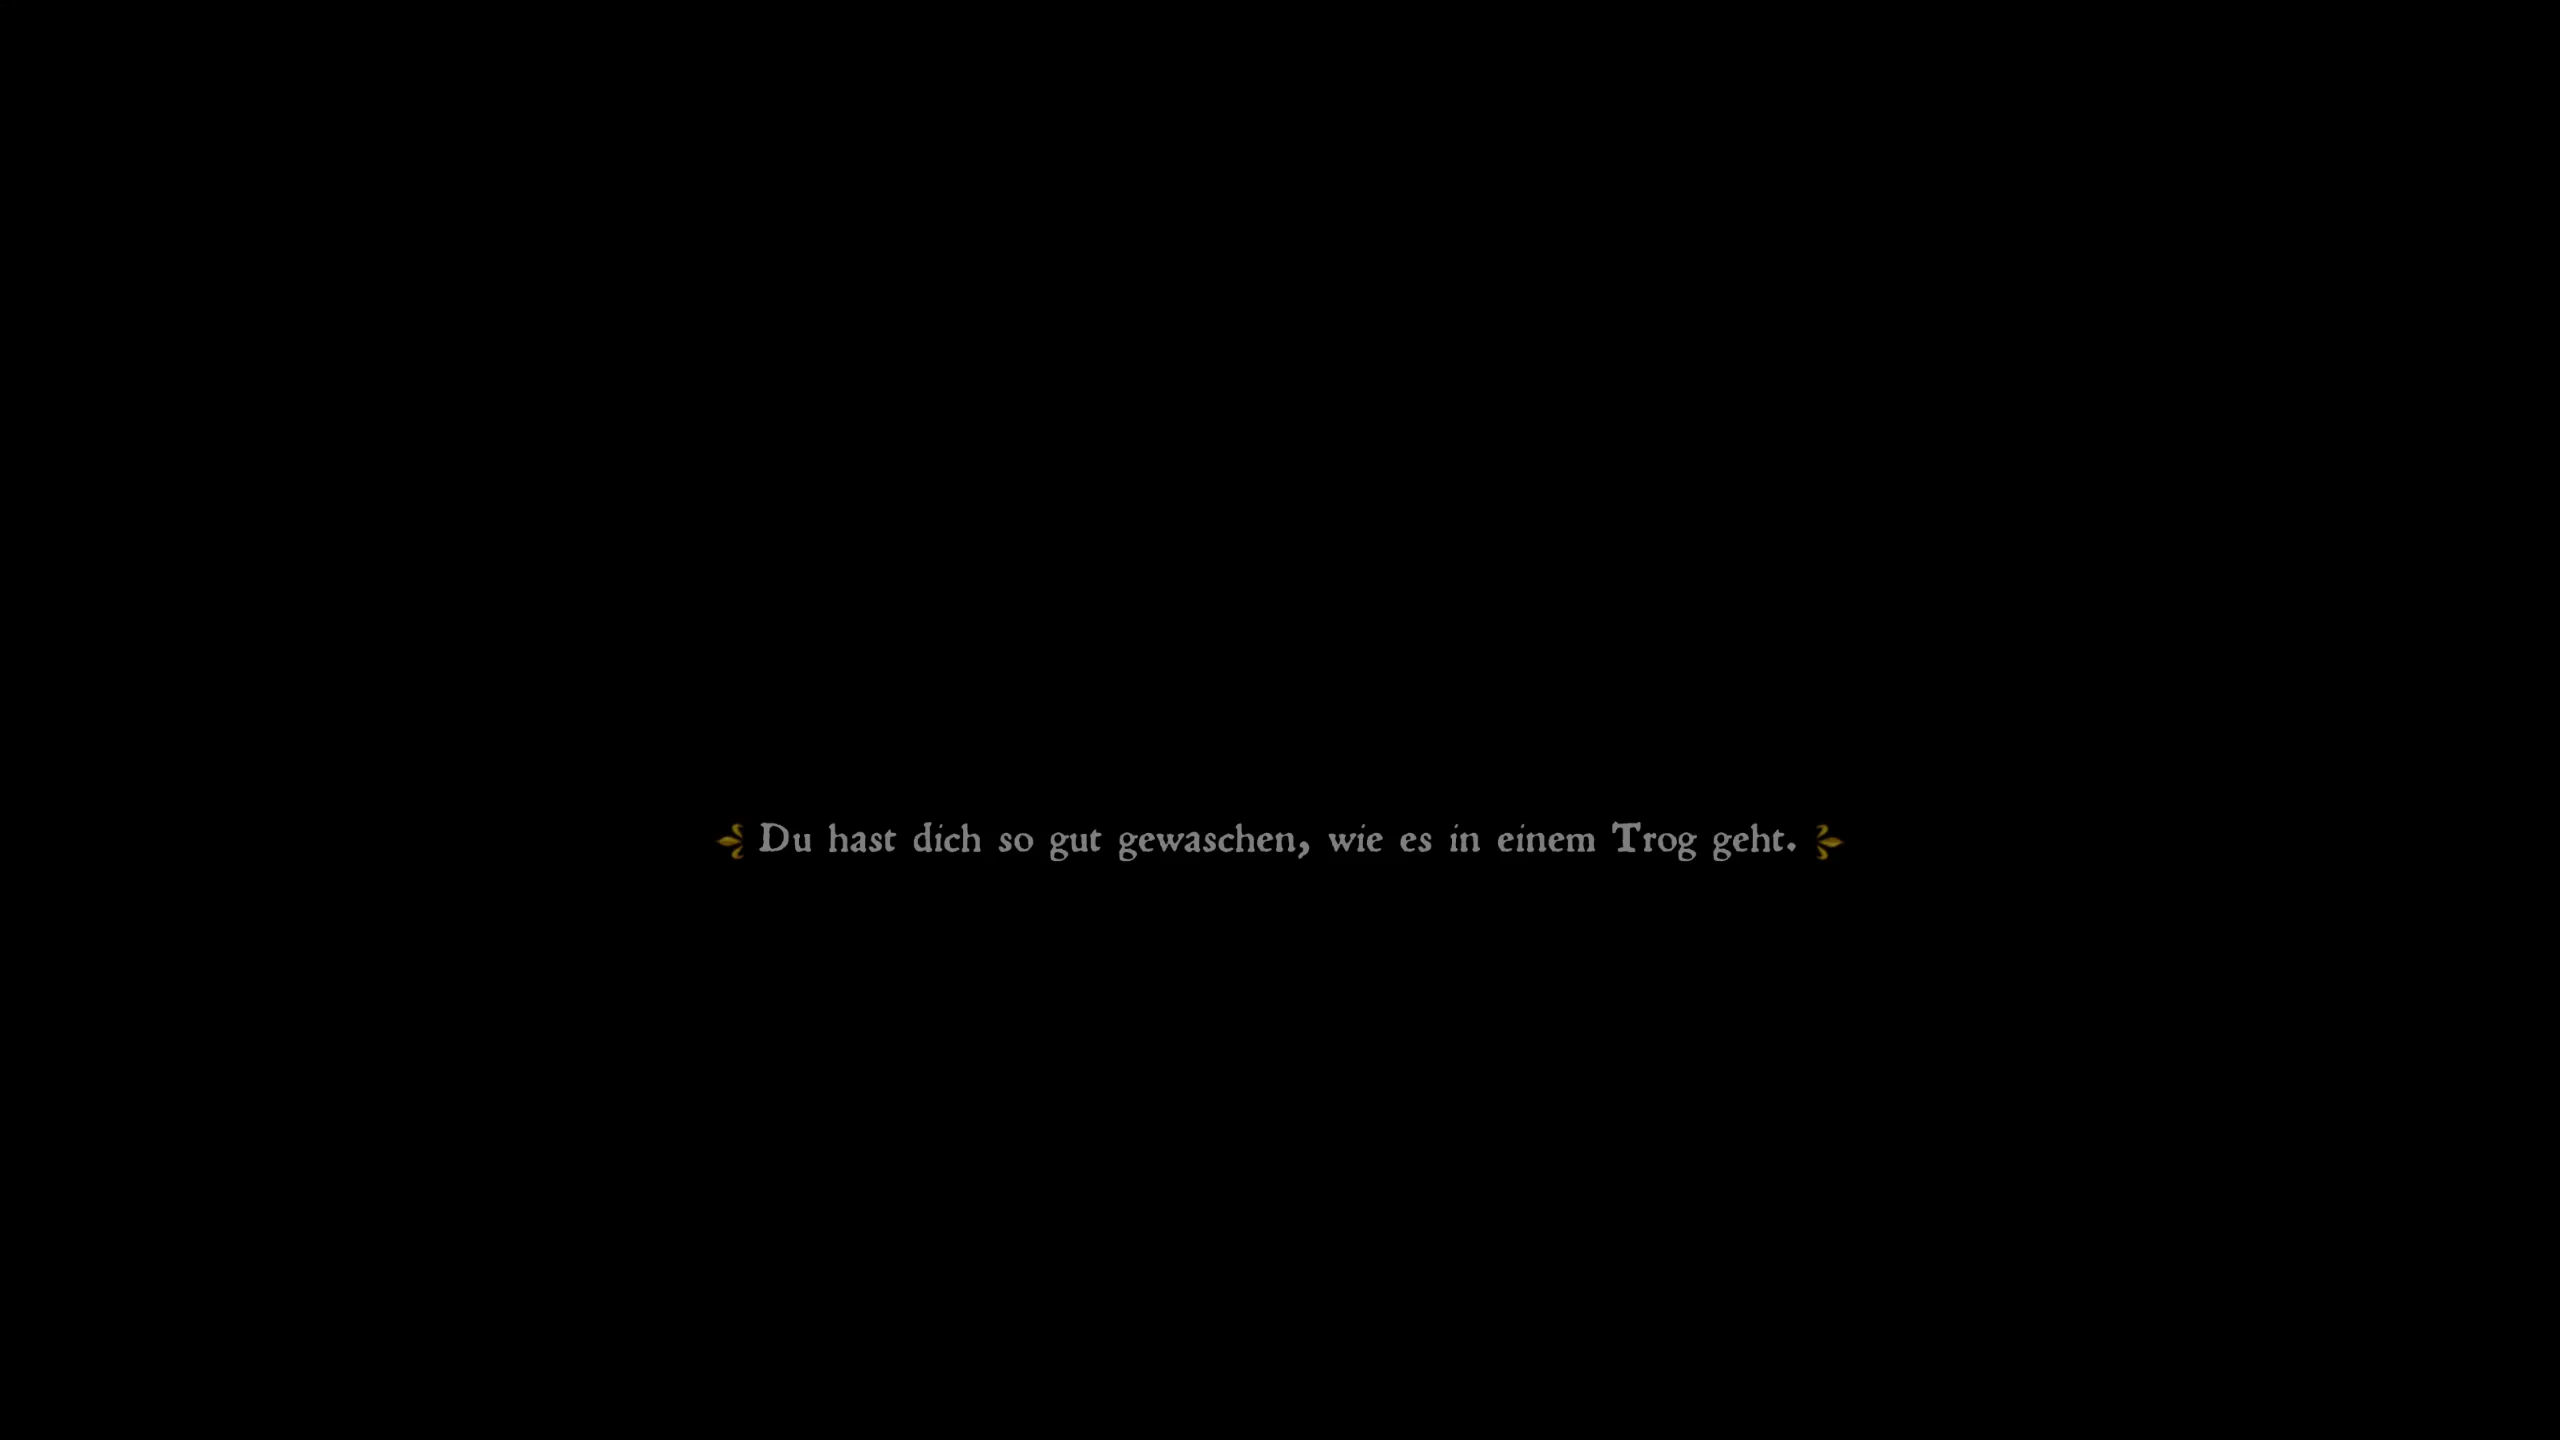 Du hast dich so gut gewaschen, wie es in einem Trog geht.